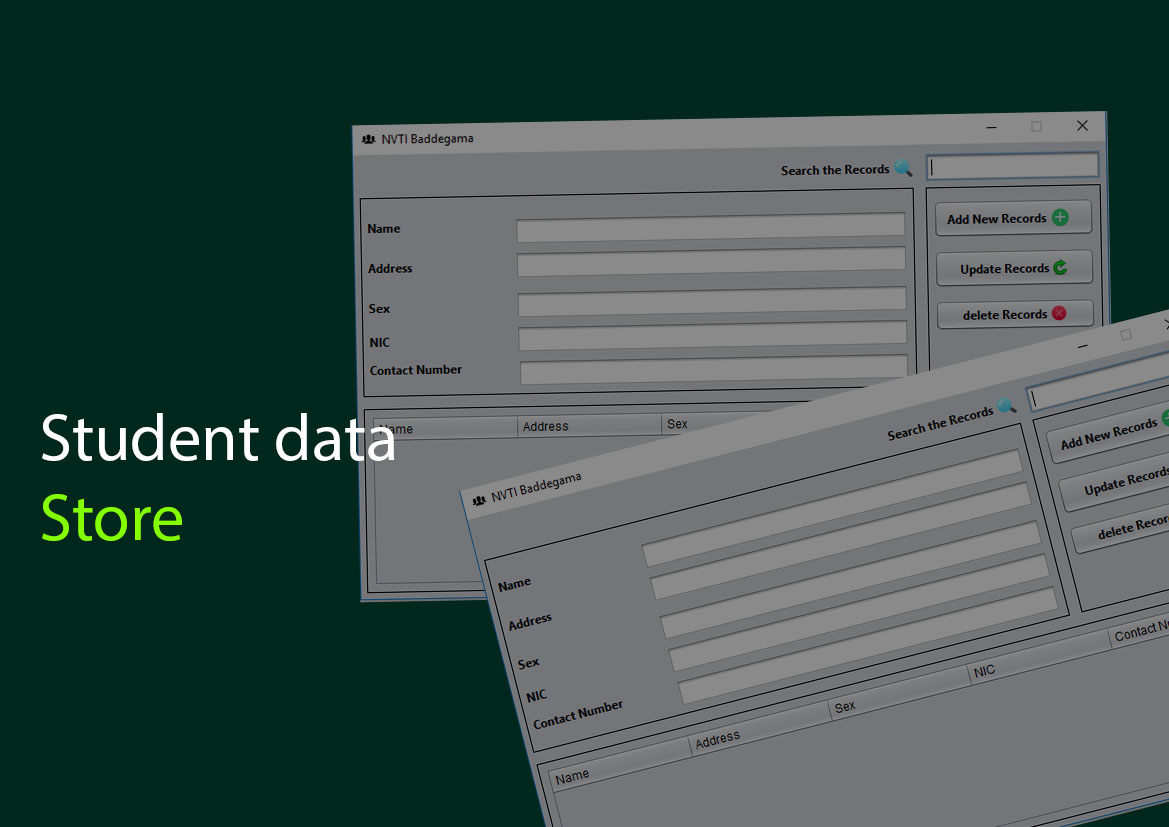 NVTI Baddegama
Search the Records
Name
Address
Sex
NIC
Contact Number
Add New Records
Update Records
delete Records
Name
Address
Sex
Student data
Store
NVTI Baddegama
Search the Records
Name
Address
Sex
NIC
Contact Number
Add New Records
Update Records
delete Recor
Name
Address
Sex
NIC
Contact N